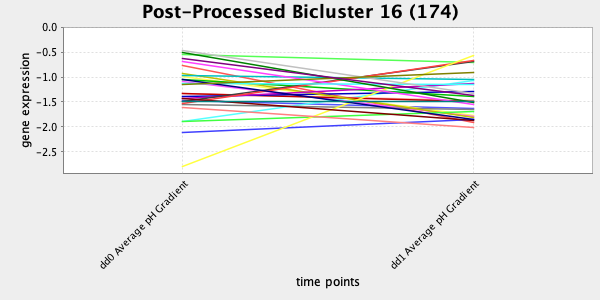 Post-Processed Bicluster 16 (174)
gene expression
0.0
-0.5
-1.0
-1.5
-2.0
-2.5
dd0 Average pH Gradient
dd1 Average pH Gradient
time points